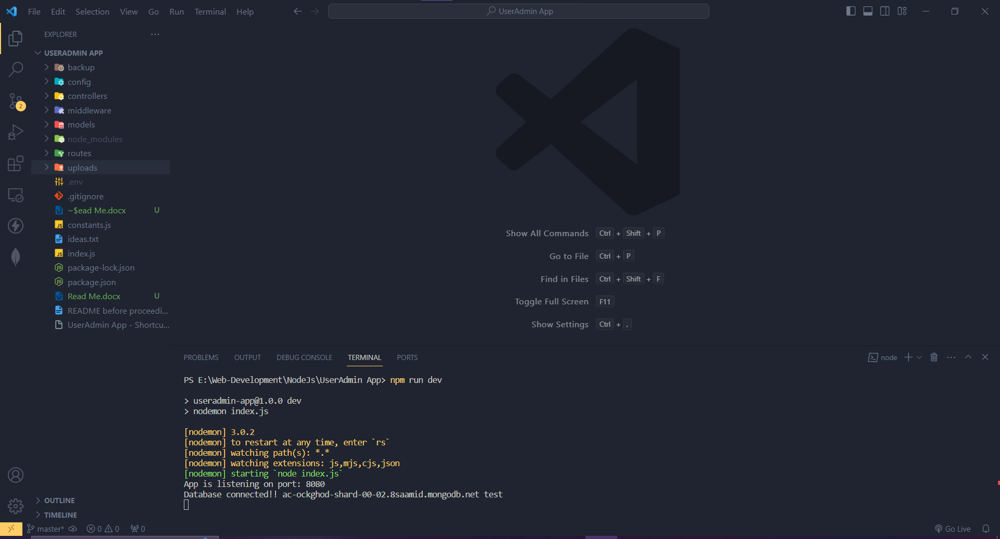 File Edit Selection View Go Run Terminal Help
UserAdmin App
EXPLORER
USERADMIN APP
backup
config
controllers
middleware
models
node_modules
routes
uploads
.env
.gitignore
~$ead Me.docx U
constants.js
ideas.txt
index.js
package-lock.json
package.json
Read Me.docx U
README before proceedi...
UserAdmin App - Shortcu...
OUTLINE
TIMELINE
2
Show All Commands Ctrl + Shift + P
Go to File Ctrl + P
Find in Files Ctrl + Shift + F
Toggle Full Screen F11
Show Settings Ctrl + ,
PROBLEMS OUTPUT DEBUG CONSOLE TERMINAL PORTS
node
PS E:\Web-Development\NodeJs\UserAdmin App> npm run dev
> useradmin-app@1.0.0 dev
> nodemon index.js
[nodemon] 3.0.2
[nodemon] to restart at any time, enter `rs`
[nodemon] watching path(s): *.*
[nodemon] watching extensions: js,mjs,cjs,json
[nodemon] starting `node index.js`
App is listening on port: 8080
Database connected!! ac-ockghod-shard-00-02.8saamid.mongodb.net test
master* 0 0 0
Go Live